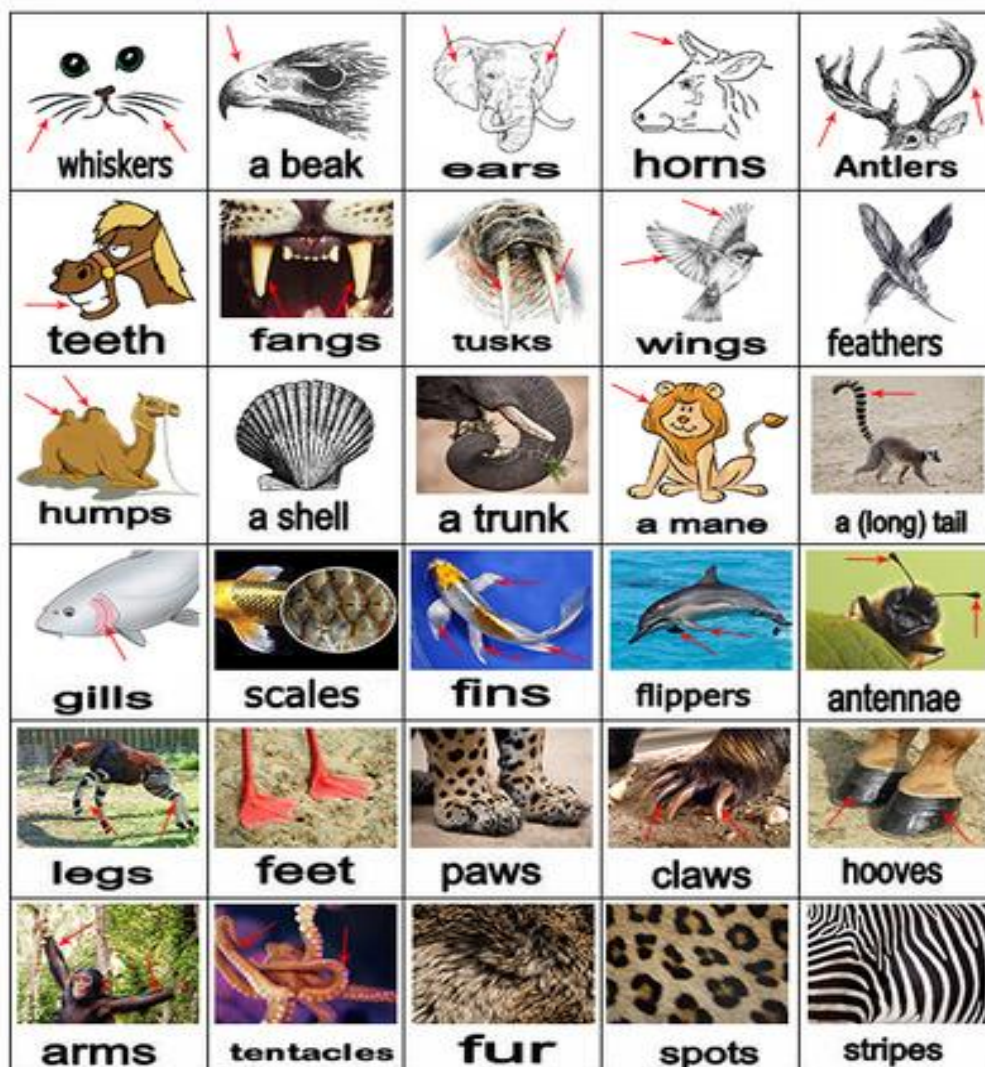 whiskers
a beak
ears
horns
Antlers
teeth
fangs
tusks
wings
feathers
humps
a shell
a trunk
a mane
a (long) tail
gills
scales
fins
flippers
antennae
legs
feet
paws
claws
hooves
arms
tentacles
fur
spots
stripes